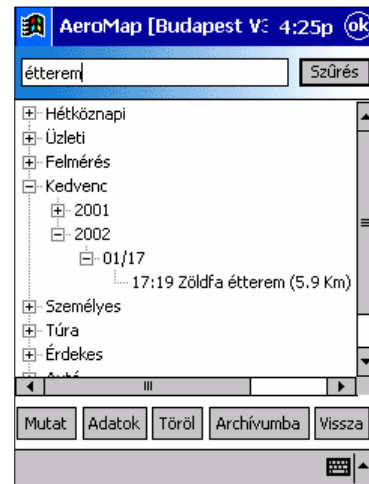 AeroMap [Budapest V3 4:25p ok
étterem Szûrés
Hétköznapi
Üzleti
Felmérés
Kedvenc
2001
2002
01/17
17:19 Zöldfa étterem (5.9 Km)
Személyes
Túra
Érdekes
Mutat Adatok Töröl Archívumba Vissza